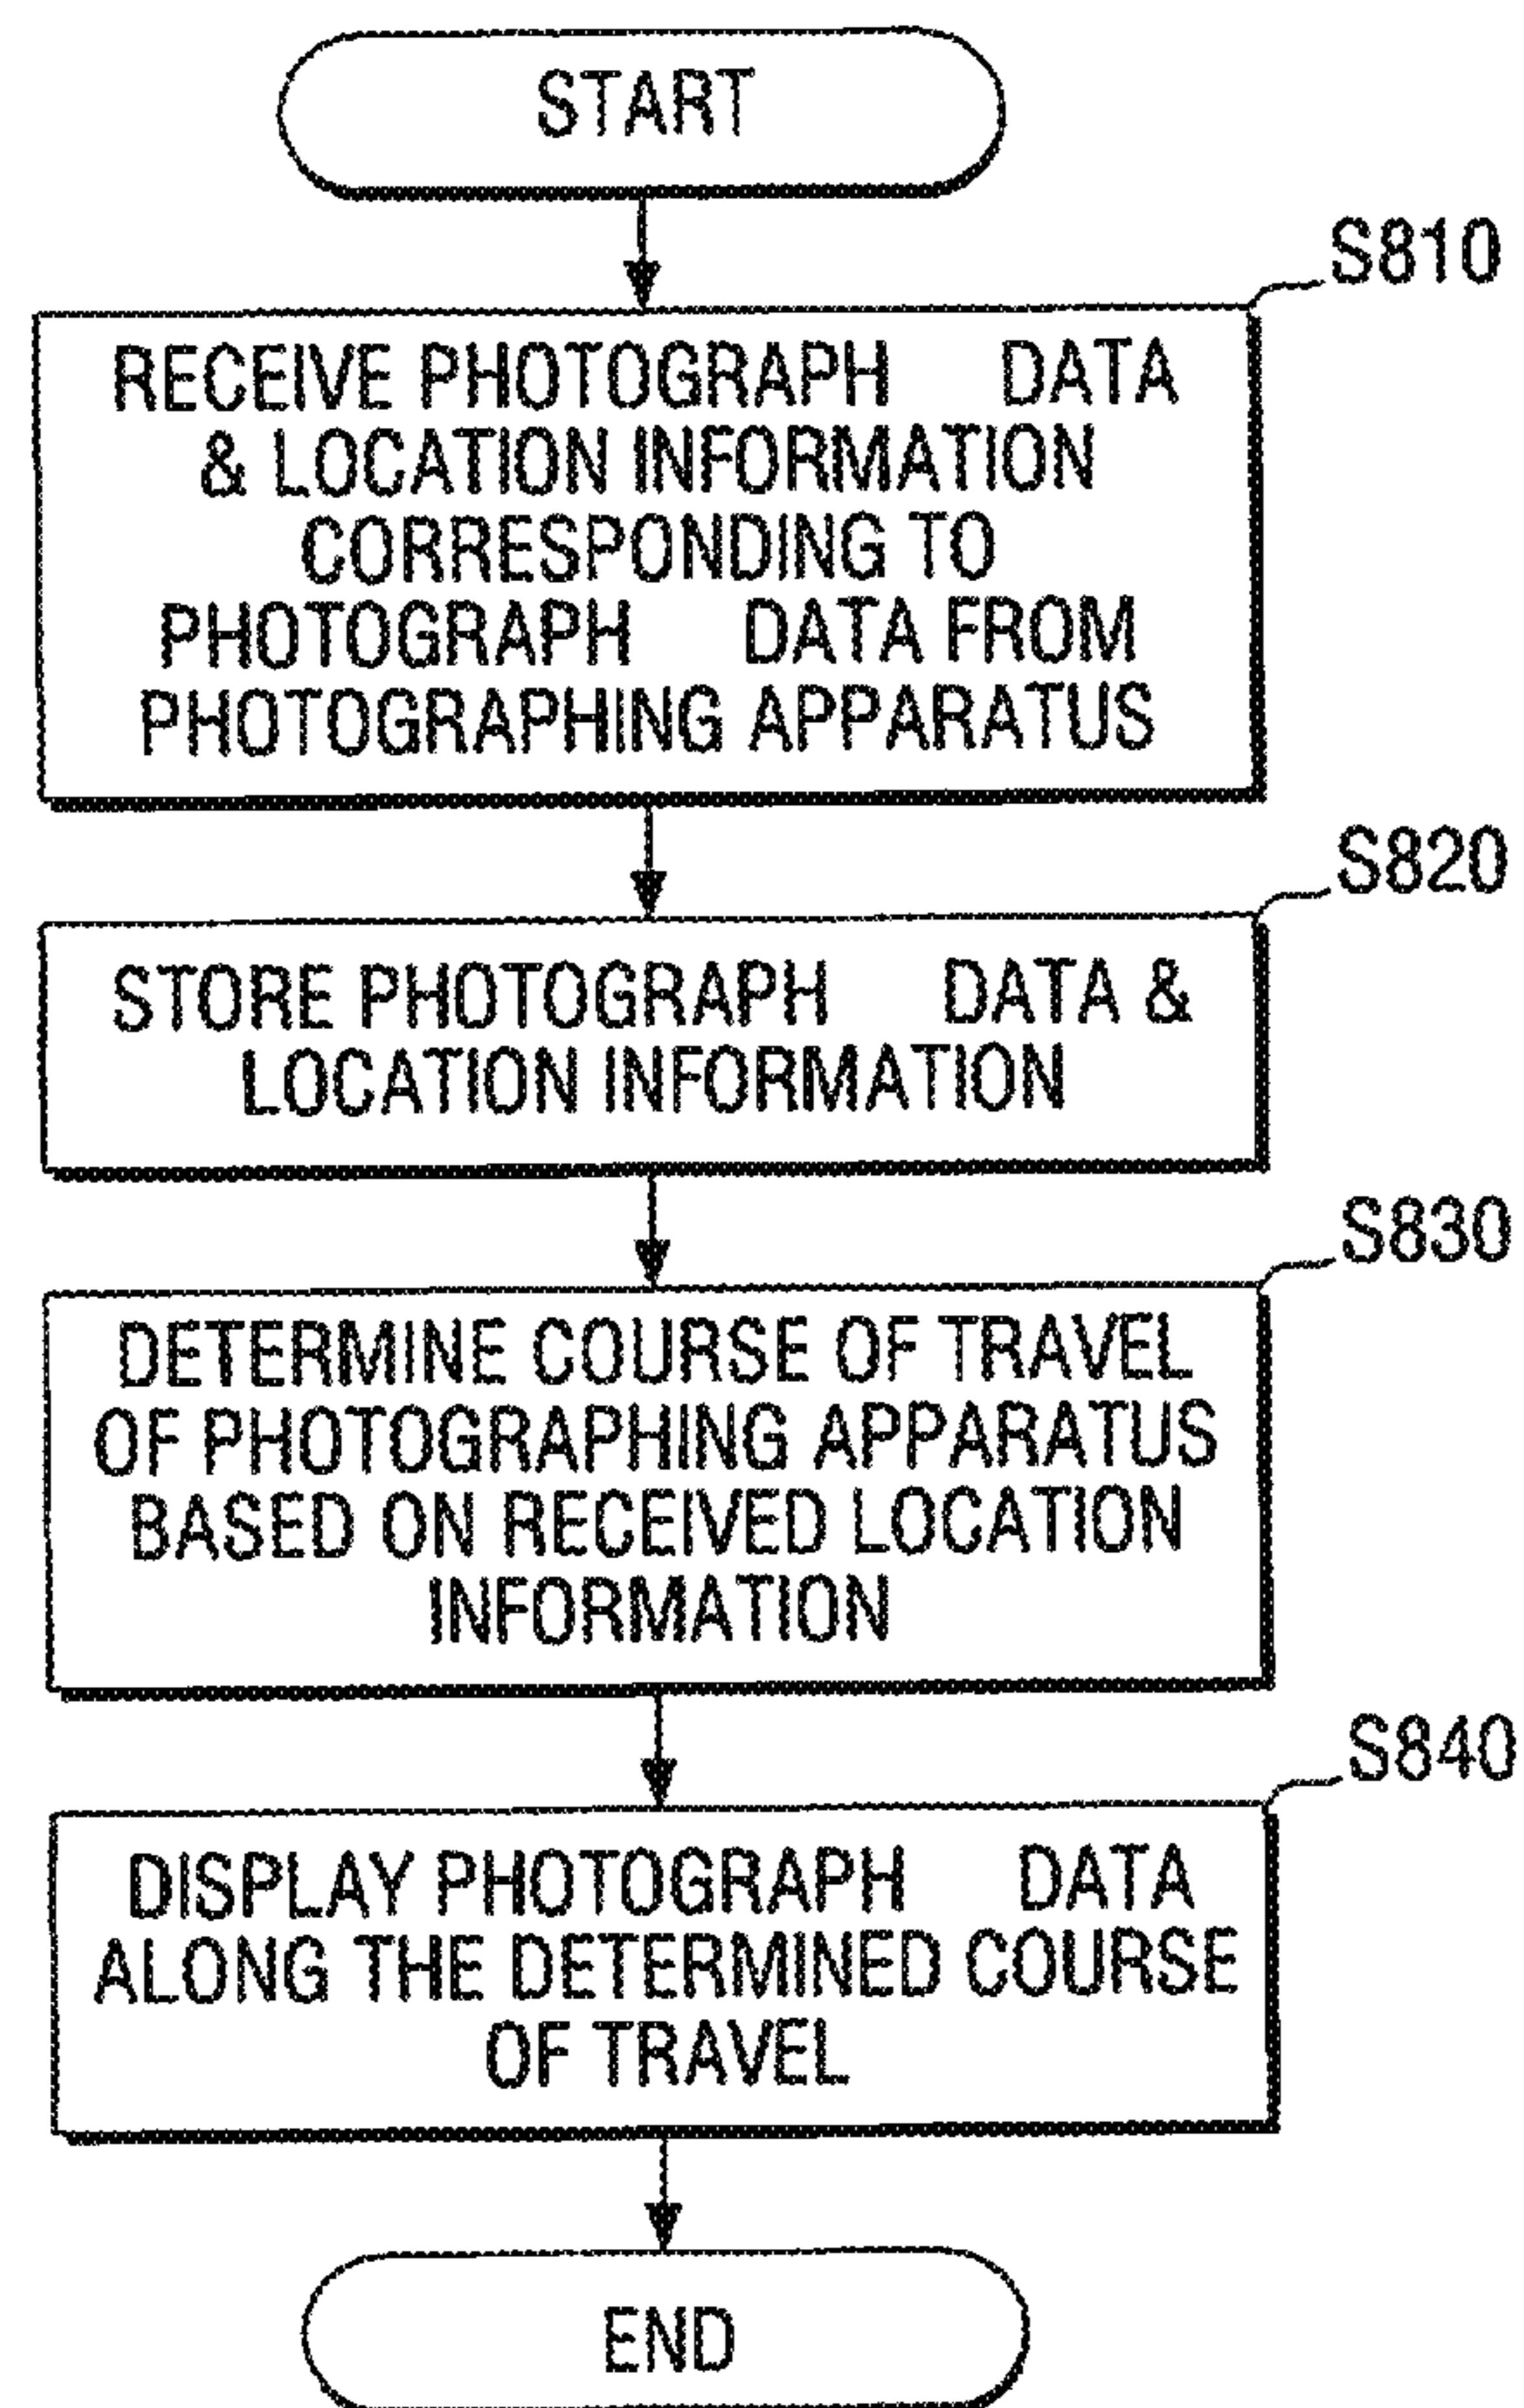 START
S810
RECEIVE PHOTOGRAPH DATA
& LOCATION INFORMATION
CORRESPONDING TO
PHOTOGRAPH DATA FROM
PHOTOGRAPHING APPARATUS
S820
STORE PHOTOGRAPH DATA &
LOCATION INFORMATION
S830
DETERMINE COURSE OF TRAVEL
OF PHOTOGRAPHING APPARATUS
BASED ON RECEIVED LOCATION
INFORMATION
S840
DISPLAY PHOTOGRAPH DATA
ALONG THE DETERMINED COURSE
OF TRAVEL
END